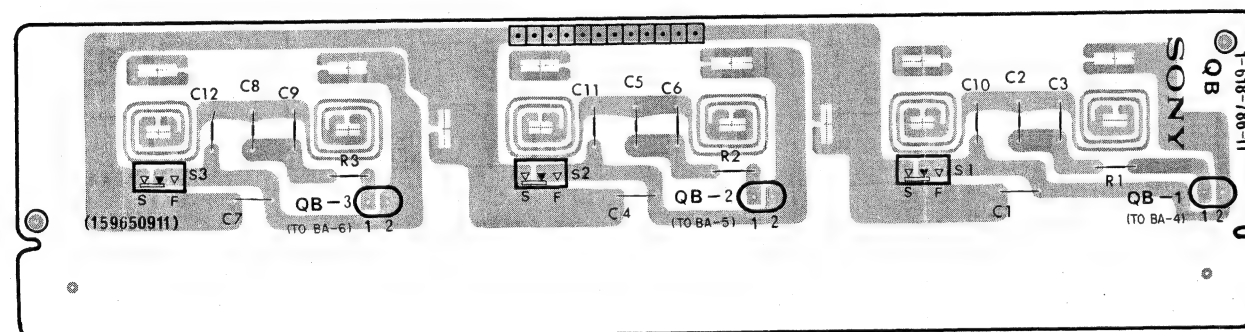 C12
C8
C9
R3
S3
S F
C7
QB-3
(159650911)
(TO BA-6)
1 2
C11
C5
C6
R2
S2
S F
C4
QB-2
(TO BA-5)
1 2
C10
C2
C3
R1
S1
S F
C1
QB-1
(TO BA-4)
1 2
SONY
QB